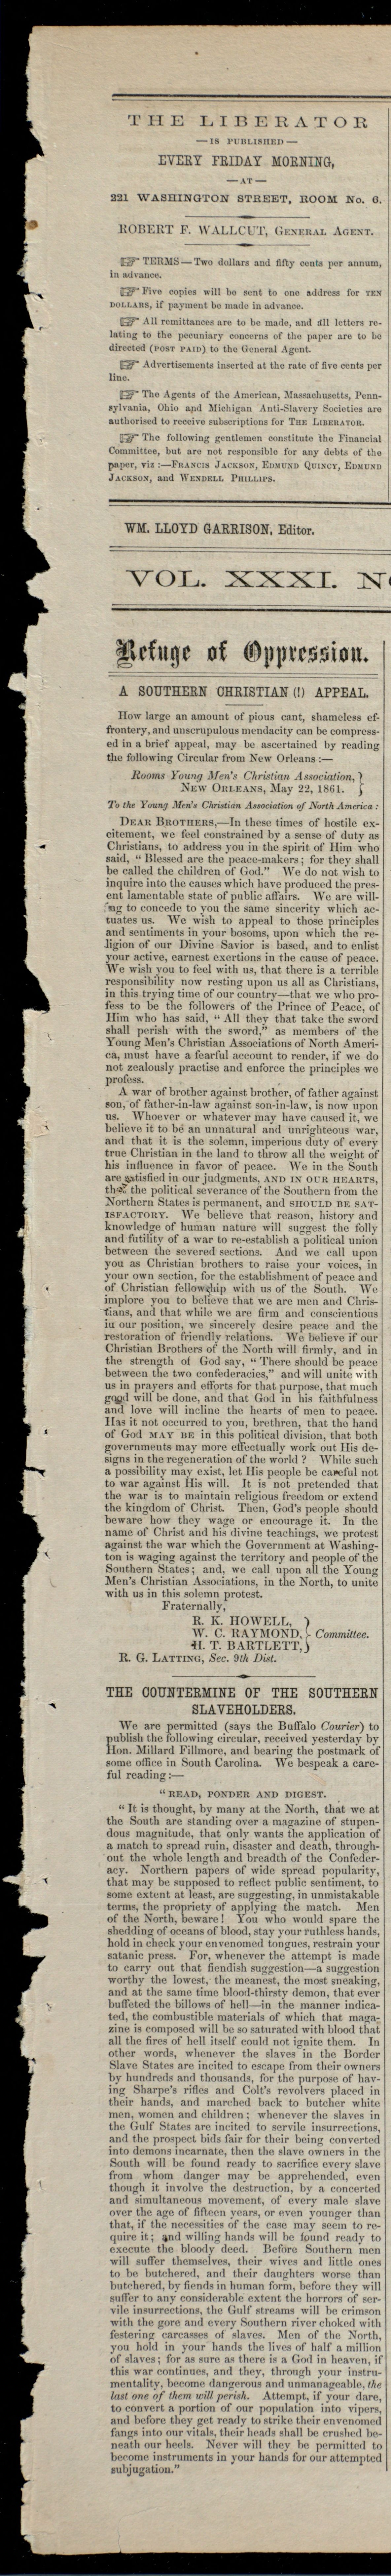 THE LIBERATOR
— IS PUBLISHED —
EVERY FRIDAY MORNING,
— AT —
221 WASHINGTON STREET, ROOM No. 6.
ROBERT F. WALLCUT, General Agent.
☞ TERMS — Two dollars and fifty cents per annum,
in advance.
☞ Five copies will be sent to one address for TEN
DOLLARS, if payment be made in advance.
☞ All remittances are to be made, and all letters re-
lating to the pecuniary concerns of the paper are to be
directed (POST PAID) to the General Agent.
☞ Advertisements inserted at the rate of five cents per
line.
☞ The Agents of the American, Massachusetts, Penn-
sylvania, Ohio and Michigan Anti-Slavery Societies are
authorised to receive subscriptions for The Liberator.
☞ The following gentlemen constitute the Financial
Committee, but are not responsible for any debts of the
paper, viz :—Francis Jackson, Edmund Quincy, Edmund
Jackson, and Wendell Phillips.
WM. LLOYD GARRISON, Editor.
VOL. XXXI. N
Refuge of Oppression.
A SOUTHERN CHRISTIAN (!) APPEAL.
How large an amount of pious cant, shameless ef-
frontery, and unscrupulous mendacity can be compress-
ed in a brief appeal, may be ascertained by reading
the following Circular from New Orleans :—
Rooms Young Men's Christian Association, }
New Orleans, May 22, 1861. }
To the Young Men's Christian Association of North America :
Dear Brothers,—In these times of hostile ex-
citement, we feel constrained by a sense of duty as
Christians, to address you in the spirit of Him who
said, " Blessed are the peace-makers ; for they shall
be called the children of God." We do not wish to
inquire into the causes which have produced the pres-
ent lamentable state of public affairs. We are will-
ing to concede to you the same sincerity which ac-
tuates us. We wish to appeal to those principles
and sentiments in your bosoms, upon which the re-
ligion of our Divine Savior is based, and to enlist
your active, earnest exertions in the cause of peace.
We wish you to feel with us, that there is a terrible
responsibility now resting upon us all as Christians,
in this trying time of our country—that we who pro-
fess to be the followers of the Prince of Peace, of
Him who has said, " All they that take the sword
shall perish with the sword," as members of the
Young Men's Christian Associations of North Ameri-
ca, must have a fearful account to render, if we do
not zealously practise and enforce the principles we
profess.
A war of brother against brother, of father against
son, of father-in-law against son-in-law, is now upon
us. Whoever or whatever may have caused it, we
believe it to be an unnatural and unrighteous war,
and that it is the solemn, imperious duty of every
true Christian in the land to throw all the weight of
his influence in favor of peace. We in the South
are satisfied in our judgments, AND IN OUR HEARTS,
that the political severance of the Southern from the
Northern States is permanent, and SHOULD BE SAT-
ISFACTORY. We believe that reason, history and
knowledge of human nature will suggest the folly
and futility of a war to re-establish a political union
between the severed sections. And we call upon
you as Christian brothers to raise your voices, in
your own section, for the establishment of peace and
of Christian fellowship with us of the South. We
implore you to believe that we are men and Chris-
tians, and that while we are firm and conscientious
in our position, we sincerely desire peace and the
restoration of friendly relations. We believe if our
Christian Brothers of the North will firmly, and in
the strength of God say, " There should be peace
between the two confederacies," and will unite with
us in prayers and efforts for that purpose, that much
good will be done, and that God in his faithfulness
and love will incline the hearts of men to peace.
Has it not occurred to you, brethren, that the hand
of God MAY BE in this political division, that both
governments may more effectually work out His de-
signs in the regeneration of the world ? While such
a possibility may exist, let His people be careful not
to war against His will. It is not pretended that
the war is to maintain religious freedom or extend
the kingdom of Christ. Then, God's people should
beware how they wage or encourage it. In the
name of Christ and his divine teachings, we protest
against the war which the Government at Washing-
ton is waging against the territory and people of the
Southern States ; and, we call upon all the Young
Men's Christian Associations, in the North, to unite
with us in this solemn protest.
Fraternally,
R. K. HOWELL, }
W. C. RAYMOND, } Committee.
H. T. BARTLETT, }
R. G. Latting, Sec. 9th Dist.
THE COUNTERMINE OF THE SOUTHERN
SLAVEHOLDERS.
We are permitted (says the Buffalo Courier) to
publish the following circular, received yesterday by
Hon. Millard Fillmore, and bearing the postmark of
some office in South Carolina. We bespeak a care-
ful reading :—
" READ, PONDER AND DIGEST.
" It is thought, by many at the North, that we at
the South are standing over a magazine of stupen-
dous magnitude, that only wants the application of
a match to spread ruin, disaster and death, through-
out the whole length and breadth of the Confeder-
acy. Northern papers of wide spread popularity,
that may be supposed to reflect public sentiment, to
some extent at least, are suggesting, in unmistakable
terms, the propriety of applying the match. Men
of the North, beware ! You who would spare the
shedding of oceans of blood, stay your ruthless hands,
hold in check your envenomed tongues, restrain your
satanic press. For, whenever the attempt is made
to carry out that fiendish suggestion—a suggestion
worthy the lowest, the meanest, the most sneaking,
and at the same time blood-thirsty demon, that ever
buffeted the billows of hell—in the manner indica-
ted, the combustible materials of which that maga-
zine is composed will be so saturated with blood that
all the fires of hell itself could not ignite them. In
other words, whenever the slaves in the Border
Slave States are incited to escape from their owners
by hundreds and thousands, for the purpose of hav-
ing Sharpe's rifles and Colt's revolvers placed in
their hands, and marched back to butcher white
men, women and children ; whenever the slaves in
the Gulf States are incited to servile insurrections,
and the prospect bids fair for their being converted
into demons incarnate, then the slave owners in the
South will be found ready to sacrifice every slave
from whom danger may be apprehended, even
though it involve the destruction, by a concerted
and simultaneous movement, of every male slave
over the age of fifteen years, or even younger than
that, if the necessities of the case may seem to re-
quire it ; and willing hands will be found ready to
execute the bloody deed. Before Southern men
will suffer themselves, their wives and little ones
to be butchered, and their daughters worse than
butchered, by fiends in human form, before they will
suffer to any considerable extent the horrors of ser-
vile insurrections, the Gulf streams will be crimson
with the gore and every Southern river choked with
festering carcasses of slaves. Men of the North,
you hold in your hands the lives of half a million
of slaves ; for as sure as there is a God in heaven, if
this war continues, and they, through your instru-
mentality, become dangerous and unmanageable, the
last one of them will perish. Attempt, if your dare,
to convert a portion of our population into vipers,
and before they get ready to strike their envenomed
fangs into our vitals, their heads shall be crushed be-
neath our heels. Never will they be permitted to
become instruments in your hands for our attempted
subjugation."